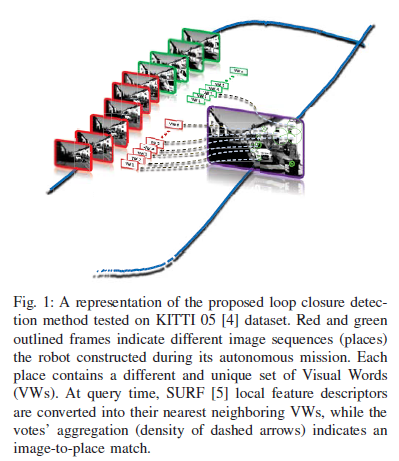 Fig. 1: A representation of the proposed loop closure detec-
tion method tested on KITTI 05 [4] dataset. Red and green
outlined frames indicate different image sequences (places)
the robot constructed during its autonomous mission. Each
place contains a different and unique set of Visual Words
(VWs). At query time, SURF [5] local feature descriptors
are converted into their nearest neighboring VWs, while the
votes' aggregation (density of dashed arrows) indicates an
image-to-place match.